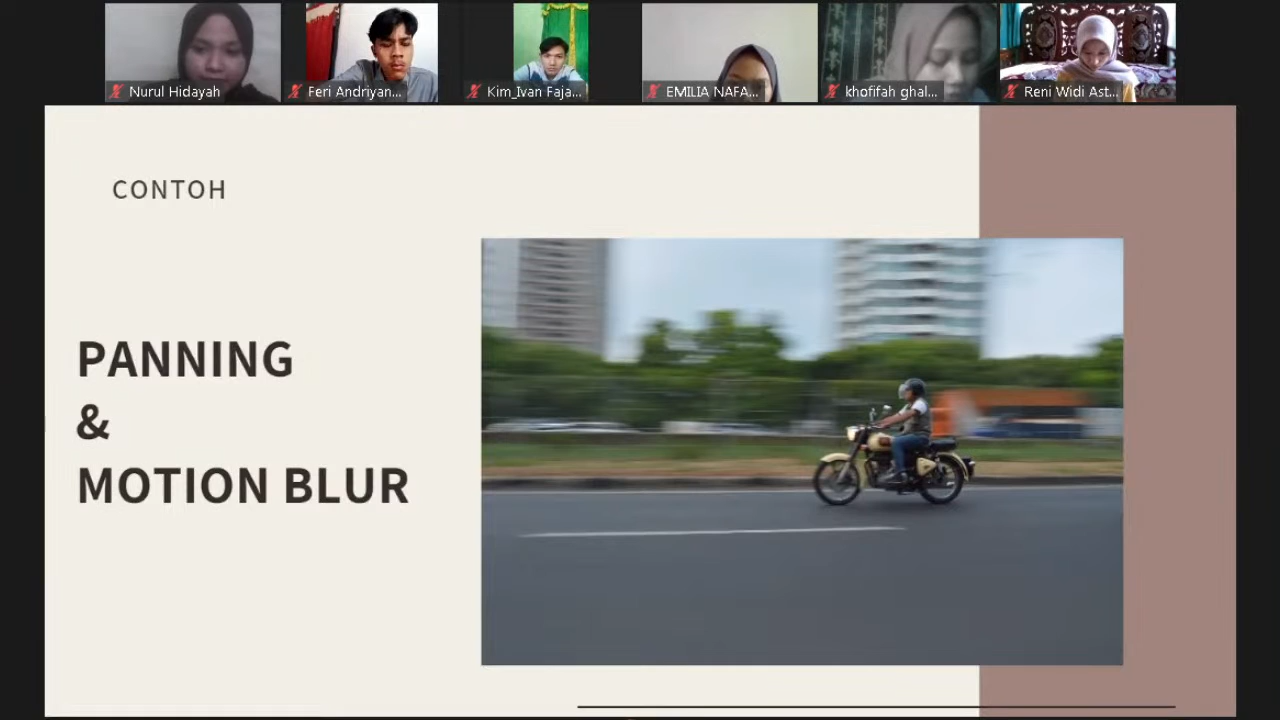 Nurul Hidayah
Feri Andriyan...
Kim_Ivan Faja...
EMILIA NAFA...
khofifah ghal...
Reni Widi Ast...
CONTOH
PANNING
&
MOTION BLUR